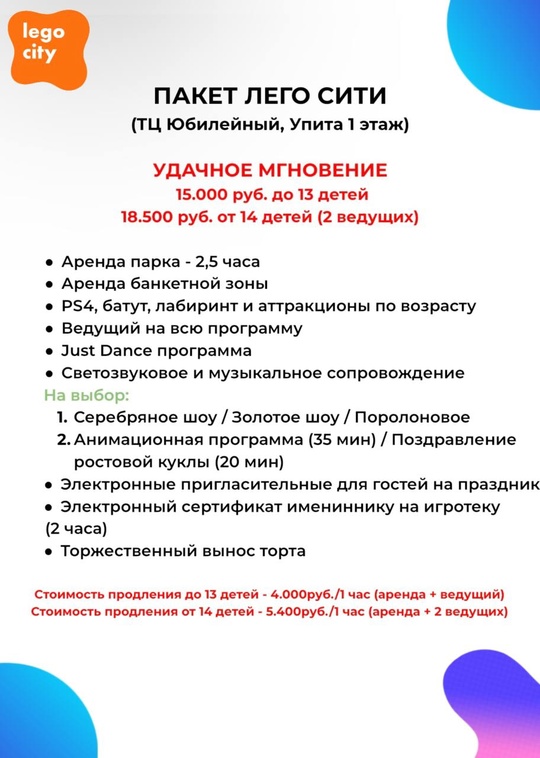 lego
city
ПАКЕТ ЛЕГО СИТИ
(ТЦ Юбилейный, Упита 1 этаж)
УДАЧНОЕ МГНОВЕНИЕ
15.000 руб. до 13 детей
18.500 руб. от 14 детей (2 ведущих)
● Аренда парка - 2,5 часа
● Аренда банкетной зоны
● PS4, батут, лабиринт и аттракционы по возрасту
● Ведущий на всю программу
● Just Dance программа
● Светозвуковое и музыкальное сопровождение
На выбор:
1. Серебряное шоу / Золотое шоу / Поролоновое
2. Анимационная программа (35 мин) / Поздравление
ростовой куклы (20 мин)
● Электронные пригласительные для гостей на праздник
● Электронный сертификат имениннику на игротеку
(2 часа)
● Торжественный вынос торта
Стоимость продления до 13 детей - 4.000руб./1 час (аренда + ведущий)
Стоимость продления от 14 детей - 5.400руб./1 час (аренда + 2 ведущих)